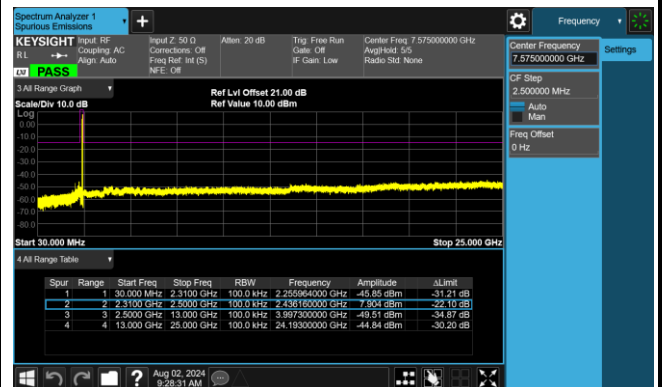 Spectrum Analyzer 1
Spurious Emissions
+
Frequency
KEYSIGHT Input: RF Input Z: 50 Ω Atten: 20 dB Trig: Free Run Center Freq: 7.575000000 GHz
RL Coupling: AC Corrections: Off Gate: Off Avg|Hold: 5/5
Align: Auto Freq Ref: Int (S) IF Gain: Low Radio Std: None
LXI PASS NFE: Off
Center Frequency
7.575000000 GHz
Settings
CF Step
2.500000 MHz
Auto
Man
Freq Offset
0 Hz
3 All Range Graph
Ref Lvl Offset 21.00 dB
Scale/Div 10.0 dB Ref Value 10.00 dBm
Log
0.00
-10.0
-20.0
-30.0
-40.0
-50.0
-60.0
-70.0
-80.0
Start 30.000 MHz Stop 25.000 GHz
4 All Range Table
Spur Range Start Freq Stop Freq RBW Frequency Amplitude ΔLimit
1 1 30.000 MHz 2.3100 GHz 100.0 kHz 2.255964000 GHz -45.85 dBm -31.21 dB
2 2 2.3100 GHz 2.5000 GHz 100.0 kHz 2.436160000 GHz 7.904 dBm -22.10 dB
3 3 2.5000 GHz 13.000 GHz 100.0 kHz 3.997300000 GHz -49.51 dBm -34.87 dB
4 4 13.000 GHz 25.000 GHz 100.0 kHz 24.19300000 GHz -44.84 dBm -30.20 dB
?
Aug 02, 2024
9:28:31 AM